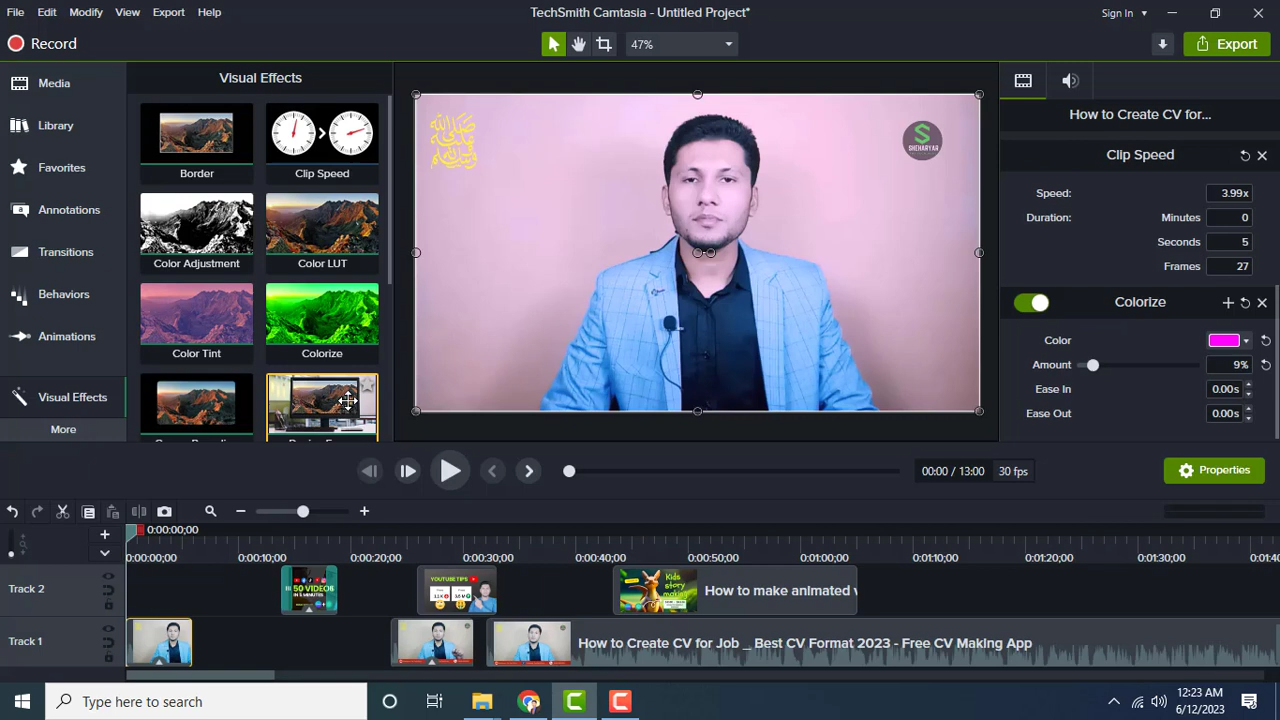 File Edit Modify View Export Help
TechSmith Camtasia - Untitled Project*
Sign In
Record
47%
Export
Media
Library
Favorites
Annotations
Transitions
Behaviors
Animations
Visual Effects
More
Visual Effects
Border
Clip Speed
Color Adjustment
Color LUT
Color Tint
Colorize
صلى الله عليه وسلم
S
SHEHARYAR
How to Create CV for...
Clip Speed
Speed: 3.99x
Duration: Minutes 0
Seconds 5
Frames 27
Colorize
Color
Amount 9%
Ease In 0.00s
Ease Out 0.00s
00:00 / 13:00 30 fps
Properties
0:00:00;00
0:00:00;00 0:00:10;00 0:00:20;00 0:00:30;00 0:00:40;00 0:00:50;00 0:01:00;00 0:01:10;00 0:01:20;00 0:01:30;00 0:01:40
Track 2
50 VIDEOS
YOUTUBE TIPS
Kids
story
making
How to make animated v
Track 1
How to Create CV for Job _ Best CV Format 2023 - Free CV Making App
Type here to search
12:23 AM
6/12/2023